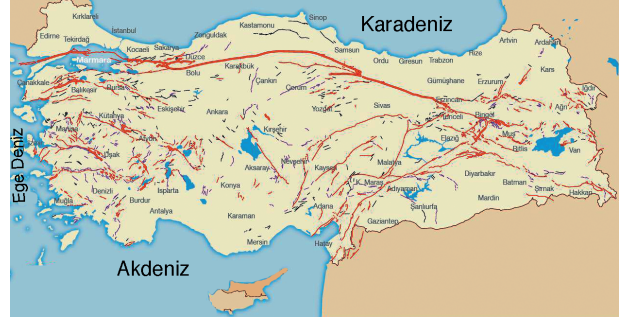 Kırklareli
Edirne
Tekirdağ
İstanbul
Kocaeli
Sakarya
Zonguldak
Kastamonu
Sinop
Karadeniz
Düzce
Bolu
Karabük
Samsun
Ordu
Giresun
Trabzon
Rize
Artvin
Ardahan
Marmara
Çanakkale
Balıkesir
Bursa
Çankırı
Çorum
Gümüşhane
Erzurum
Kars
Iğdır
Kütahya
Eskişehir
Ankara
Yozgat
Sivas
Erzincan
Tunceli
Bingöl
Ağrı
Manisa
Uşak
Afyon
Kırşehir
Nevşehir
Kayseri
Malatya
Elazığ
Muş
Bitlis
Van
Ege Deniz
Aksaray
Denizli
Isparta
Konya
K. Maraş
Adıyaman
Diyarbakır
Batman
Şırnak
Hakkari
Muğla
Burdur
Antalya
Karaman
Adana
Gaziantep
Şanlıurfa
Mardin
Mersin
Hatay
Akdeniz